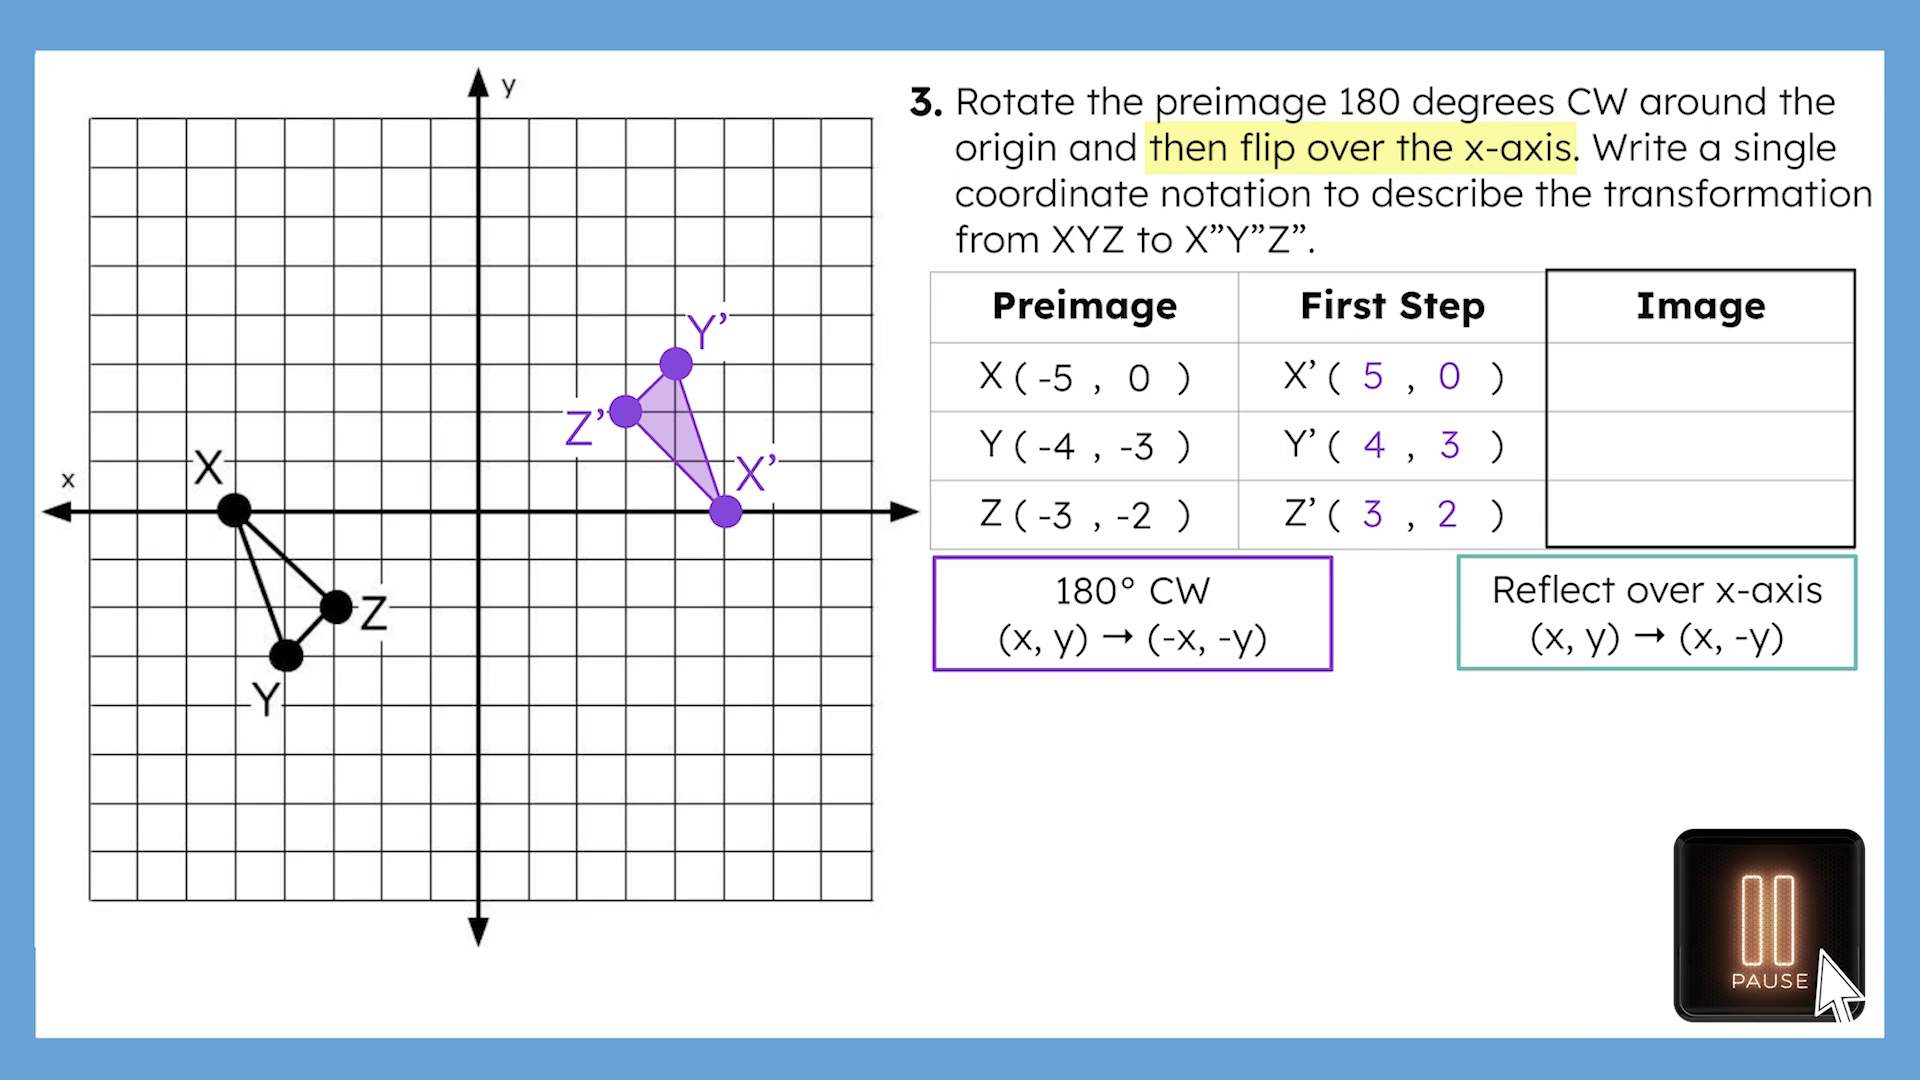 y
x
X
Z
Y
Y’
Z’
X’
3. Rotate the preimage 180 degrees CW around the
origin and then flip over the x-axis. Write a single
coordinate notation to describe the transformation
from XYZ to X”Y”Z”.
Preimage First Step Image
X ( -5 , 0 ) X’ ( 5 , 0 )
Y ( -4 , -3 ) Y’ ( 4 , 3 )
Z ( -3 , -2 ) Z’ ( 3 , 2 )
180° CW
(x, y) → (-x, -y)
Reflect over x-axis
(x, y) → (x, -y)
PAUSE